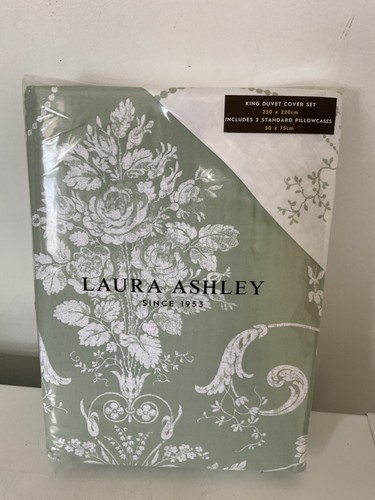 KING DUVET COVER SET
230 x 220cm
INCLUDES 2 STANDARD PILLOWCASES
50 x 75cm
LAURA ASHLEY
SINCE 1953